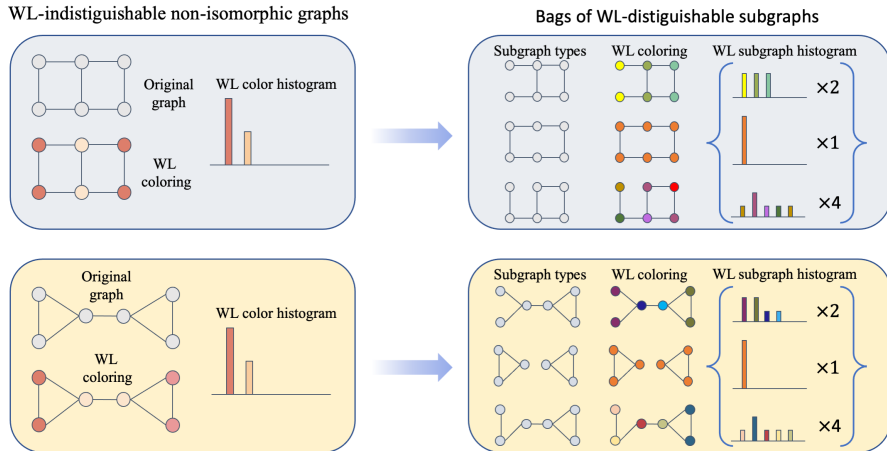 WL-indistiguishable non-isomorphic graphs
Bags of WL-distiguishable subgraphs
Original
graph
WL color histogram
WL
coloring
Subgraph types
WL coloring
WL subgraph histogram
×2
×1
×4
Original
graph
WL color histogram
WL
coloring
Subgraph types
WL coloring
WL subgraph histogram
×2
×1
×4